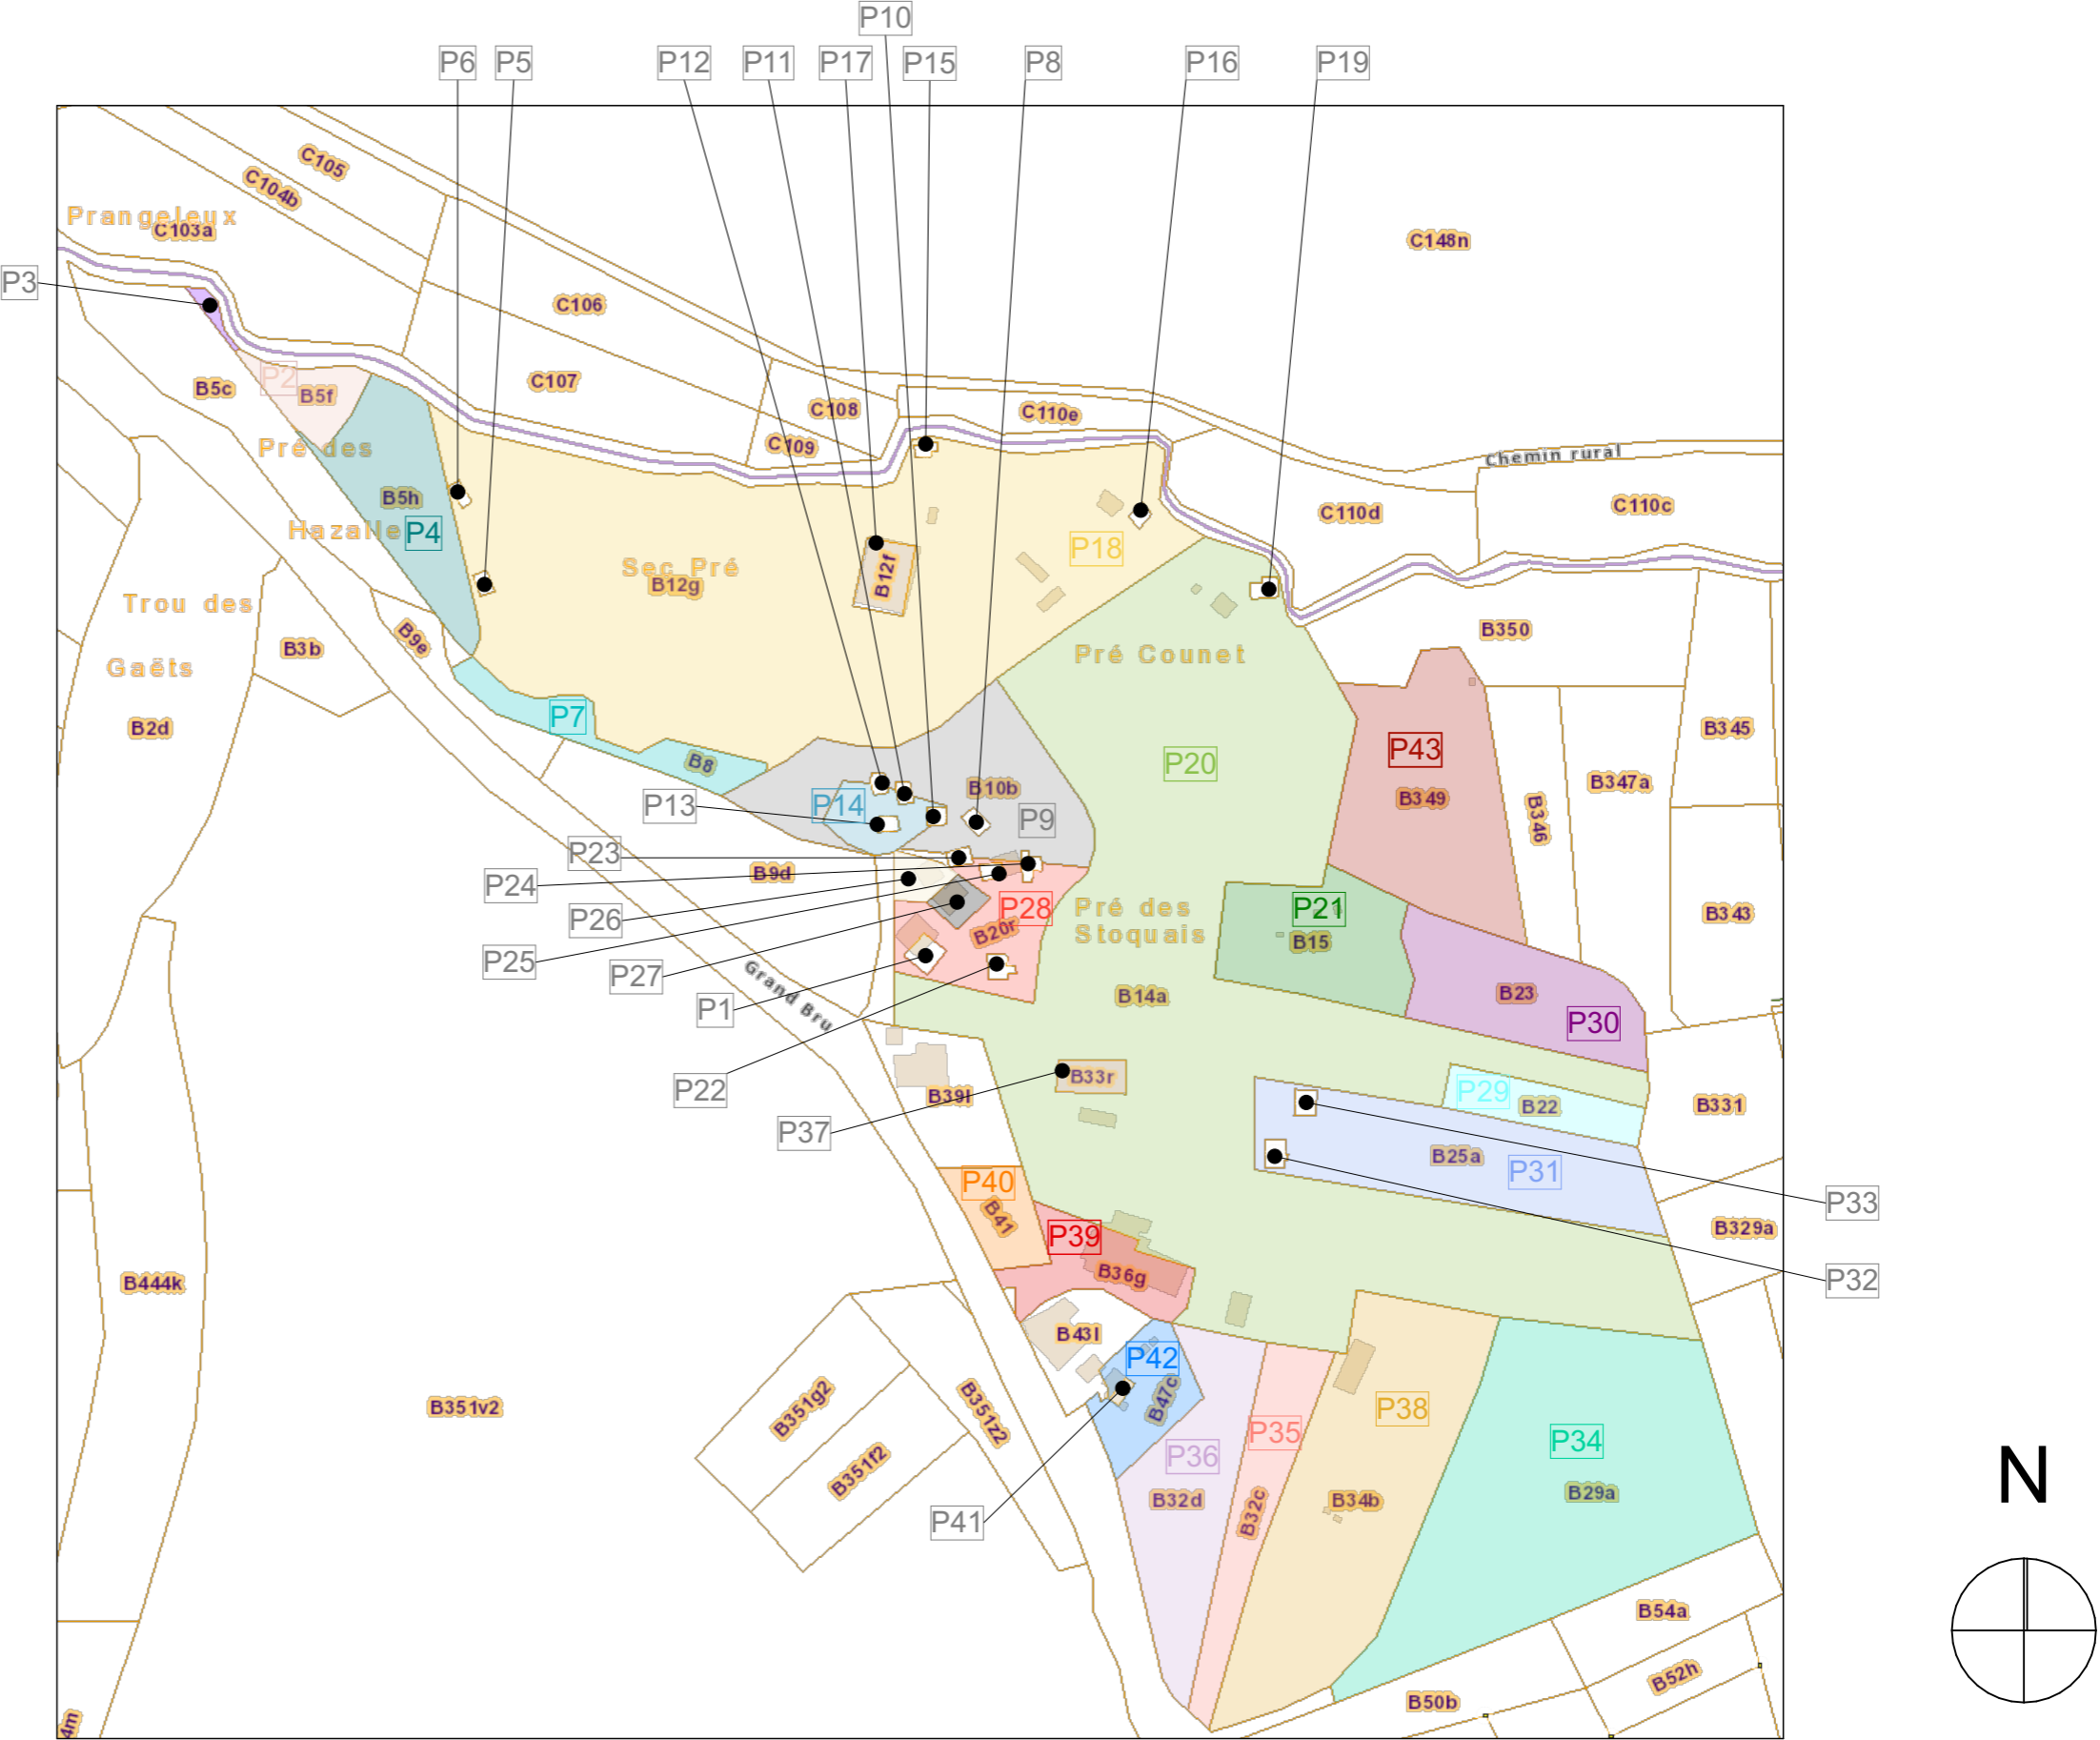 P10
P6
P5
P12
P11
P17
P15
P8
P16
P19
C105
C104b
Prangeleux
C103a
C148n
P3
C106
C107
P2
B5c
B5f
C108
C110e
C109
Pré des
Chemin rural
B5h
C110d
C110c
Hazalle
P4
P18
Sec Pré
B12g
B12f
Trou des
B9e
B350
B3b
Pré Counet
Gaëts
P7
B2d
B345
P43
B8
P20
B347a
B10b
B349
P13
P14
P9
B346
P23
B9d
P24
P28
Pré des
P21
B343
P26
B20r
Stoquais
B15
P25
P27
Grand Bru
B14a
B23
P1
P30
P22
B33r
B39l
P29
B22
B331
P37
B25a
P31
P40
P33
B41
P39
B329a
B36g
B444k
P32
B43l
P42
B351g2
B351z2
B47c
B351v2
P38
P35
P34
P36
B351f2
N
B32d
B32c
B34b
B29a
P41
B54a
B52h
B50b
4m